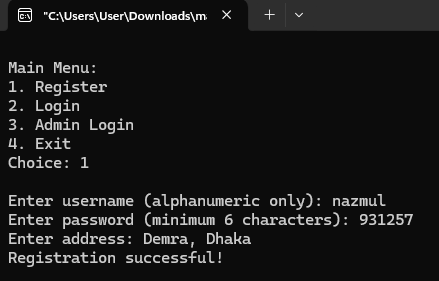 "C:\Users\User\Downloads\m
Main Menu:
1. Register
2. Login
3. Admin Login
4. Exit
Choice: 1
Enter username (alphanumeric only): nazmul
Enter password (minimum 6 characters): 931257
Enter address: Demra, Dhaka
Registration successful!